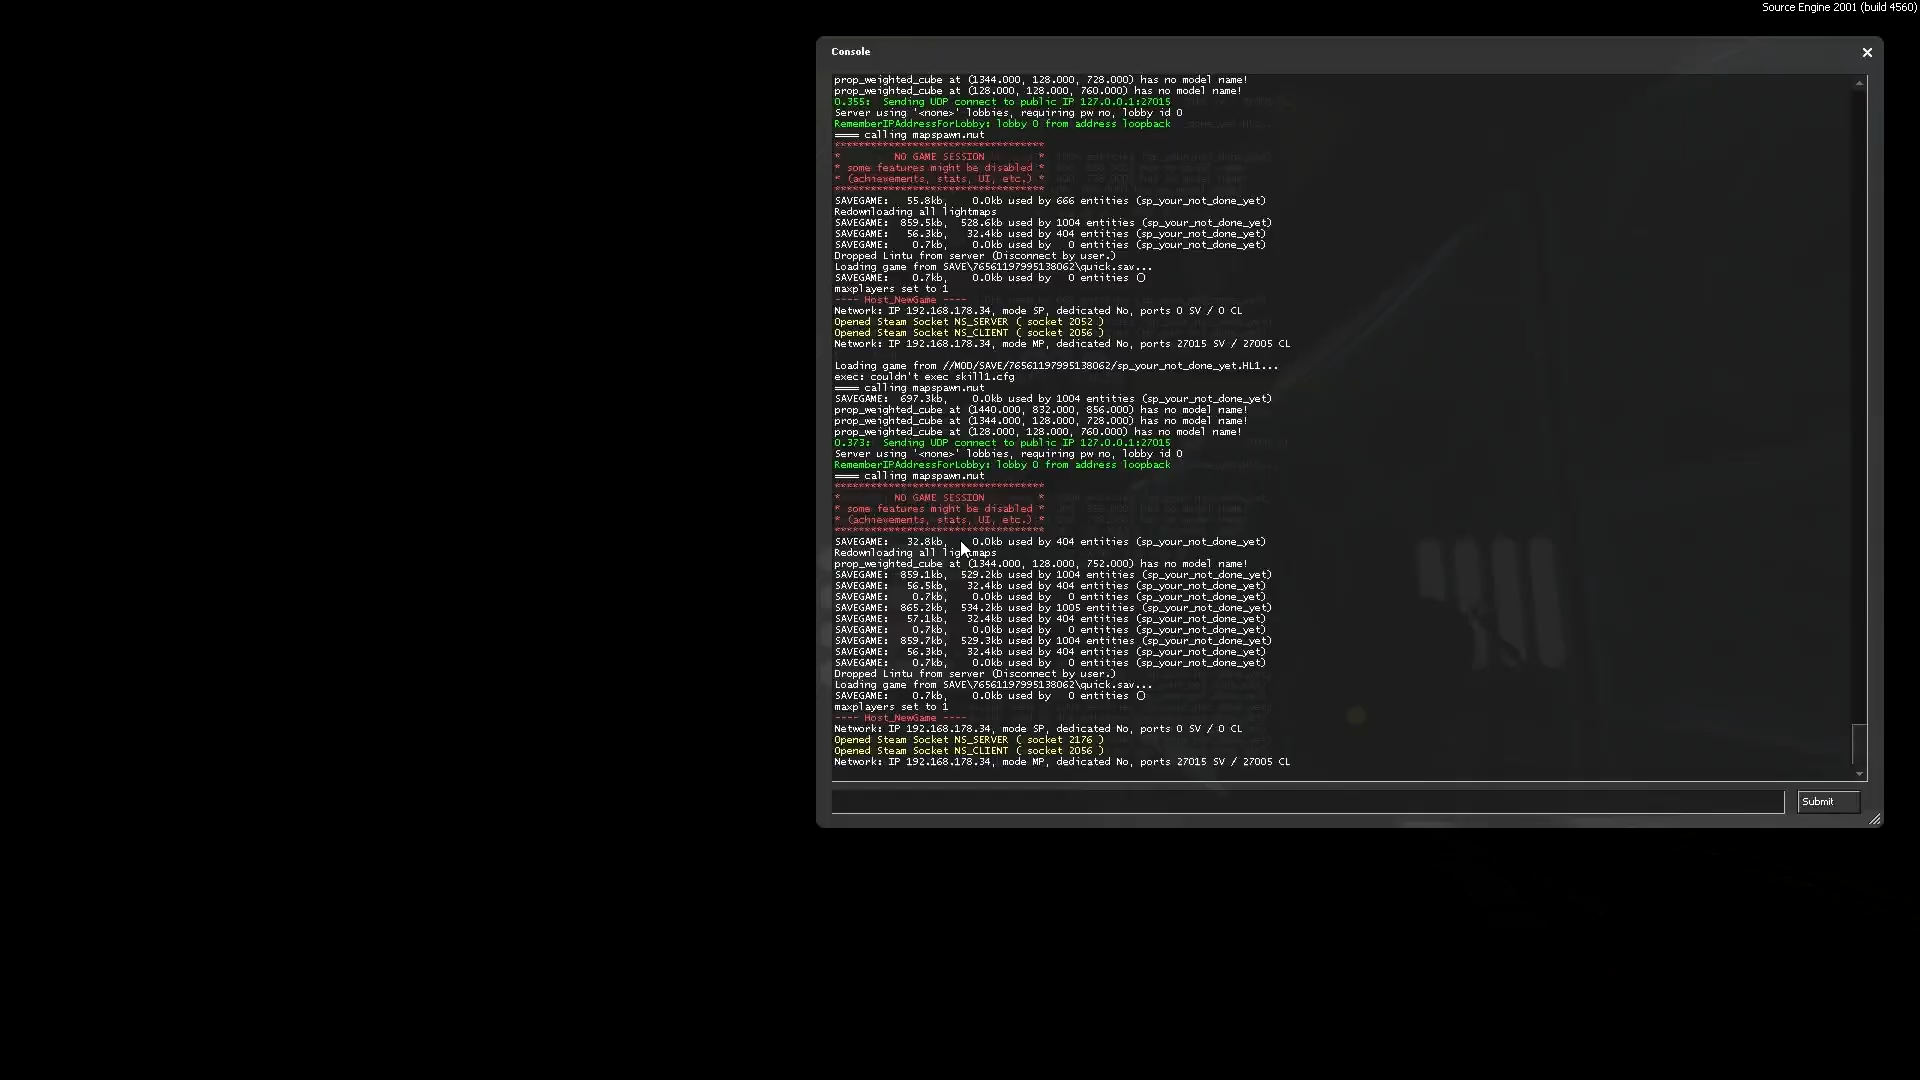 Source Engine 2001 (build 4560)
Console
prop_weighted_cube at (1344.000, 128.000, 728.000) has no model name!
prop_weighted_cube at (128.000, 128.000, 760.000) has no model name!
0.355:  Sending UDP connect to public IP 127.0.0.1:27015
Server using '<none>' lobbies, requiring pw no, lobby id 0
RememberIPAddressForLobby: lobby 0 from address loopback
==== calling mapspawn.nut
***********************************
*         NO GAME SESSION         *
* some features might be disabled *
* (achievements, stats, UI, etc.) *
***********************************
SAVEGAME:   55.8kb,    0.0kb used by 666 entities (sp_your_not_done_yet)
Redownloading all lightmaps
SAVEGAME:  859.5kb,  528.6kb used by 1004 entities (sp_your_not_done_yet)
SAVEGAME:   56.3kb,   32.4kb used by 404 entities (sp_your_not_done_yet)
SAVEGAME:    0.7kb,    0.0kb used by   0 entities (sp_your_not_done_yet)
Dropped Lintu from server (Disconnect by user.)
Loading game from SAVE\76561197995138062\quick.sav...
SAVEGAME:    0.7kb,    0.0kb used by   0 entities ()
maxplayers set to 1
---- Host_NewGame ----
Network: IP 192.168.178.34, mode SP, dedicated No, ports 0 SV / 0 CL
Opened Steam Socket NS_SERVER ( socket 2052 )
Opened Steam Socket NS_CLIENT ( socket 2056 )
Network: IP 192.168.178.34, mode MP, dedicated No, ports 27015 SV / 27005 CL
Loading game from //MOD/SAVE/76561197995138062/sp_your_not_done_yet.HL1...
exec: couldn't exec skill1.cfg
==== calling mapspawn.nut
SAVEGAME:  697.3kb,    0.0kb used by 1004 entities (sp_your_not_done_yet)
prop_weighted_cube at (1440.000, 832.000, 856.000) has no model name!
prop_weighted_cube at (1344.000, 128.000, 728.000) has no model name!
prop_weighted_cube at (128.000, 128.000, 760.000) has no model name!
0.373:  Sending UDP connect to public IP 127.0.0.1:27015
Server using '<none>' lobbies, requiring pw no, lobby id 0
RememberIPAddressForLobby: lobby 0 from address loopback
==== calling mapspawn.nut
***********************************
*         NO GAME SESSION         *
* some features might be disabled *
* (achievements, stats, UI, etc.) *
***********************************
SAVEGAME:   32.8kb,    0.0kb used by 404 entities (sp_your_not_done_yet)
Redownloading all lightmaps
prop_weighted_cube at (1344.000, 128.000, 752.000) has no model name!
SAVEGAME:  859.1kb,  529.2kb used by 1004 entities (sp_your_not_done_yet)
SAVEGAME:   56.5kb,   32.4kb used by 404 entities (sp_your_not_done_yet)
SAVEGAME:    0.7kb,    0.0kb used by   0 entities (sp_your_not_done_yet)
SAVEGAME:  865.2kb,  534.2kb used by 1005 entities (sp_your_not_done_yet)
SAVEGAME:   57.1kb,   32.4kb used by 404 entities (sp_your_not_done_yet)
SAVEGAME:    0.7kb,    0.0kb used by   0 entities (sp_your_not_done_yet)
SAVEGAME:  859.7kb,  529.3kb used by 1004 entities (sp_your_not_done_yet)
SAVEGAME:   56.3kb,   32.4kb used by 404 entities (sp_your_not_done_yet)
SAVEGAME:    0.7kb,    0.0kb used by   0 entities (sp_your_not_done_yet)
Dropped Lintu from server (Disconnect by user.)
Loading game from SAVE\76561197995138062\quick.sav...
SAVEGAME:    0.7kb,    0.0kb used by   0 entities ()
maxplayers set to 1
---- Host_NewGame ----
Network: IP 192.168.178.34, mode SP, dedicated No, ports 0 SV / 0 CL
Opened Steam Socket NS_SERVER ( socket 2176 )
Opened Steam Socket NS_CLIENT ( socket 2056 )
Network: IP 192.168.178.34, mode MP, dedicated No, ports 27015 SV / 27005 CL
Submit